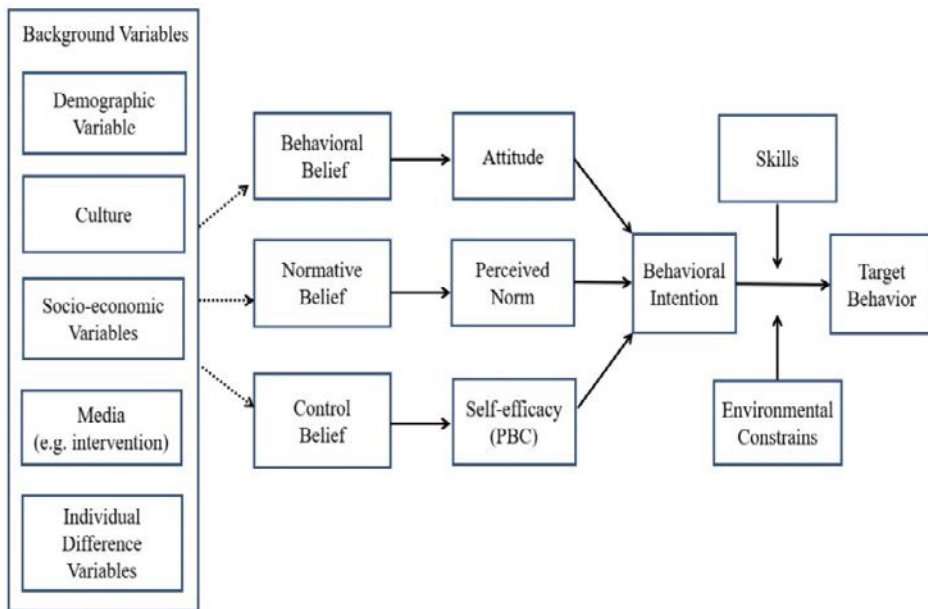 Background Variables
Demographic
Variable
Culture
Socio-economic
Variables
Media
(e.g. intervention)
Individual
Difference
Variables
Behavioral
Belief
Normative
Belief
Control
Belief
Attitude
Perceived
Norm
Self-efficacy
(PBC)
Behavioral
Intention
Skills
Environmental
Constrains
Target
Behavior